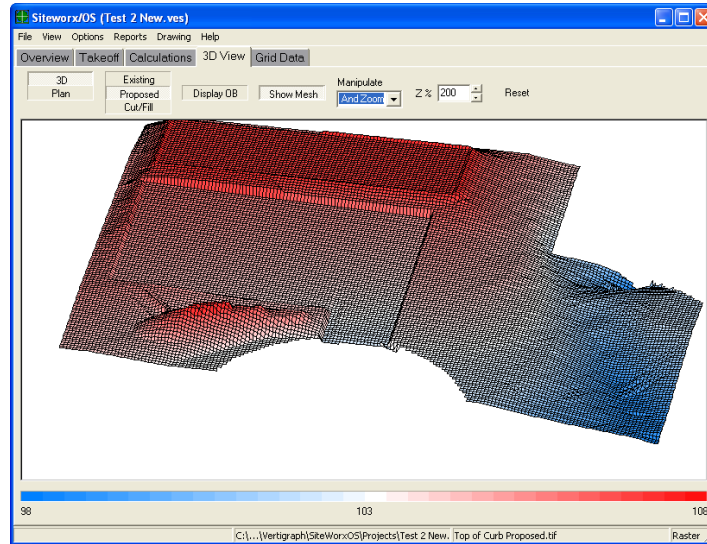 Siteworx/OS (Test 2 New.ves)
File View Options Reports Drawing Help
Overview Takeoff Calculations 3D View Grid Data
3D
Plan
Existing
Proposed
Cut/Fill
Display OB
Show Mesh
Manipulate
And Zoom
Z % 200
Reset
98 103 108
C:\...\Vertigraph\SiteWorxOS\Projects\Test 2 New. Top of Curb Proposed.tif Raster